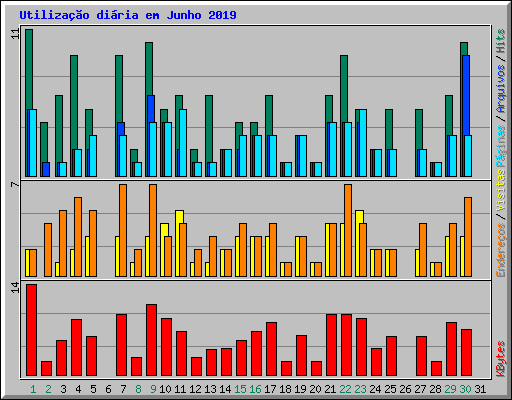 Utilização diária em Junho 2019
11
7
14
Endereços / Visitas Páginas / Arquivos / Hits
KBytes
1 2 3 4 5 6 7 8 9 10 11 12 13 14 15 16 17 18 19 20 21 22 23 24 25 26 27 28 29 30 31